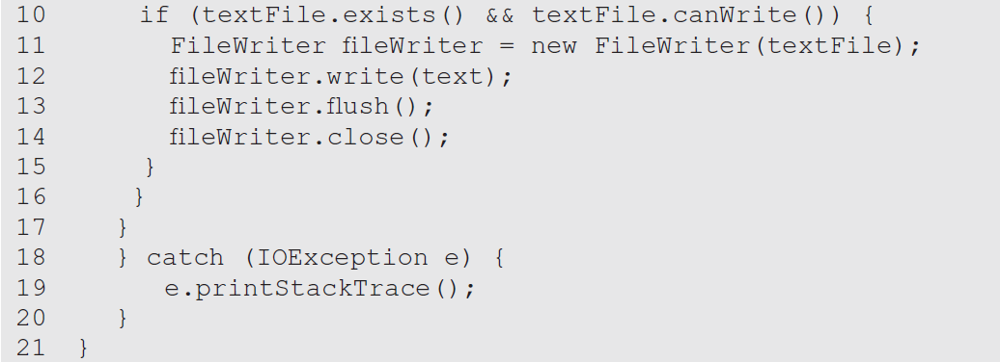 10 if (textFile.exists() && textFile.canWrite()) {
11 FileWriter fileWriter = new FileWriter(textFile);
12 fileWriter.write(text);
13 fileWriter.flush();
14 fileWriter.close();
15 }
16 }
17 }
18 } catch (IOException e) {
19 e.printStackTrace();
20 }
21 }